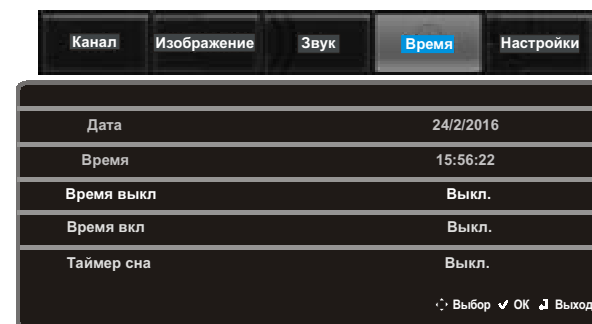 Канал Изображение Звук Время Настройки
Дата 24/2/2016
Время 15:56:22
Время выкл Выкл.
Время вкл Выкл.
Таймер сна Выкл.
Выбор ОК Выход